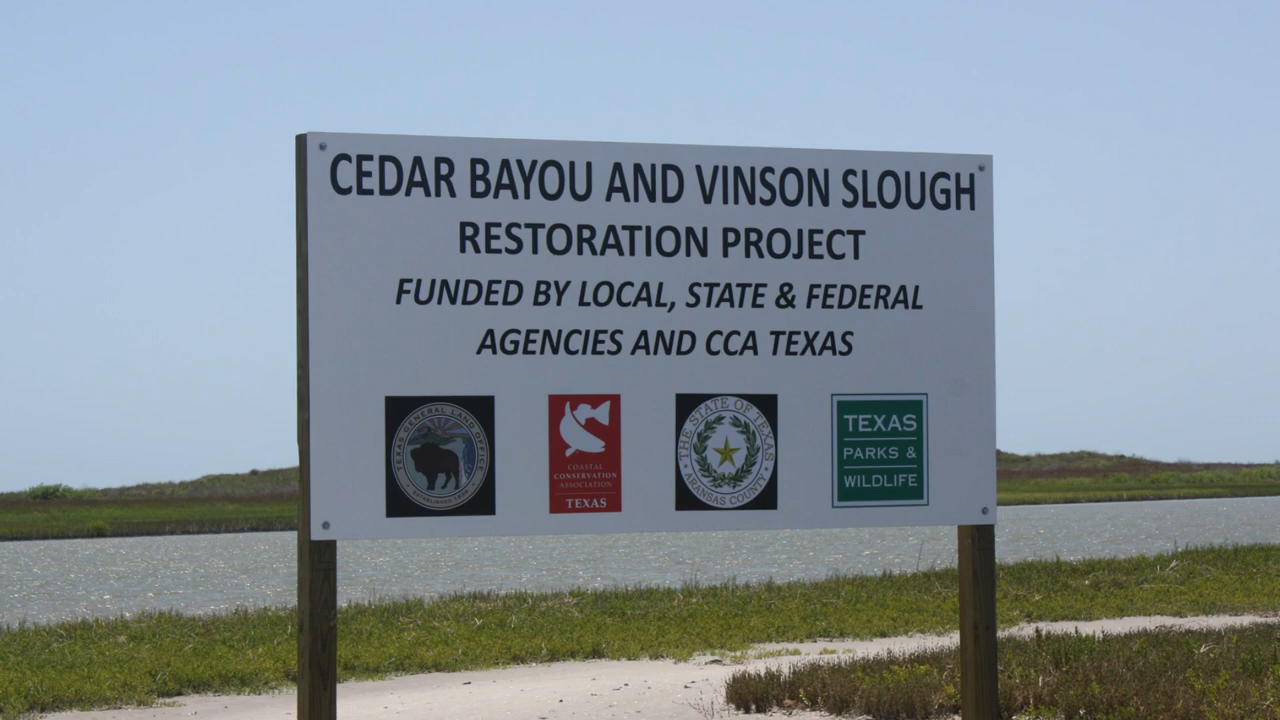 CEDAR BAYOU AND VINSON SLOUGH
RESTORATION PROJECT
FUNDED BY LOCAL, STATE & FEDERAL
AGENCIES AND CCA TEXAS
TEXAS GENERAL LAND OFFICE
ESTABLISHED
COASTAL
CONSERVATION
ASSOCIATION
TEXAS
THE STATE OF TEXAS
ARANSAS COUNTY
TEXAS
PARKS &
WILDLIFE